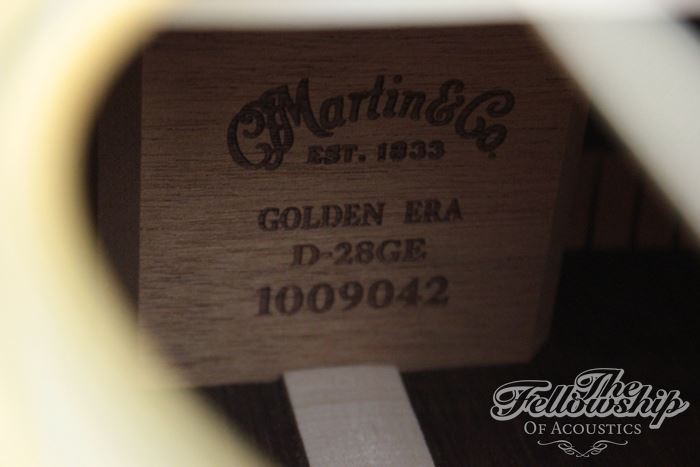 CFMartin & Co.
EST. 1833
GOLDEN ERA
D-28GE
1009042
The
Fellowship
OF ACOUSTICS